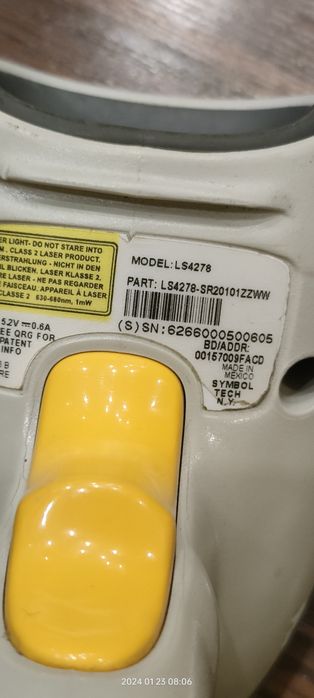 ER LIGHT- DO NOT STARE INTO
M. CLASS 2 LASER PRODUCT.
ERSTRAHLUNG - NICHT IN DEN
L BLICKEN. LASER KLASSE 2.
RE LASER - NE PAS REGARDER
FAISCEAU. APPAREIL À LASER
CLASSE 2 630-680nm, 1mW
5.2V 0.6A
EE QRG FOR
PATENT
INFO
MODEL: LS4278
PART: LS4278-SR20101ZZWW
(S)SN:6266000500605
BD/ADDR:
00157009FACD
MADE IN
MEXICO
SYMBOL
TECH
N.Y.
2024 01 23 08:06